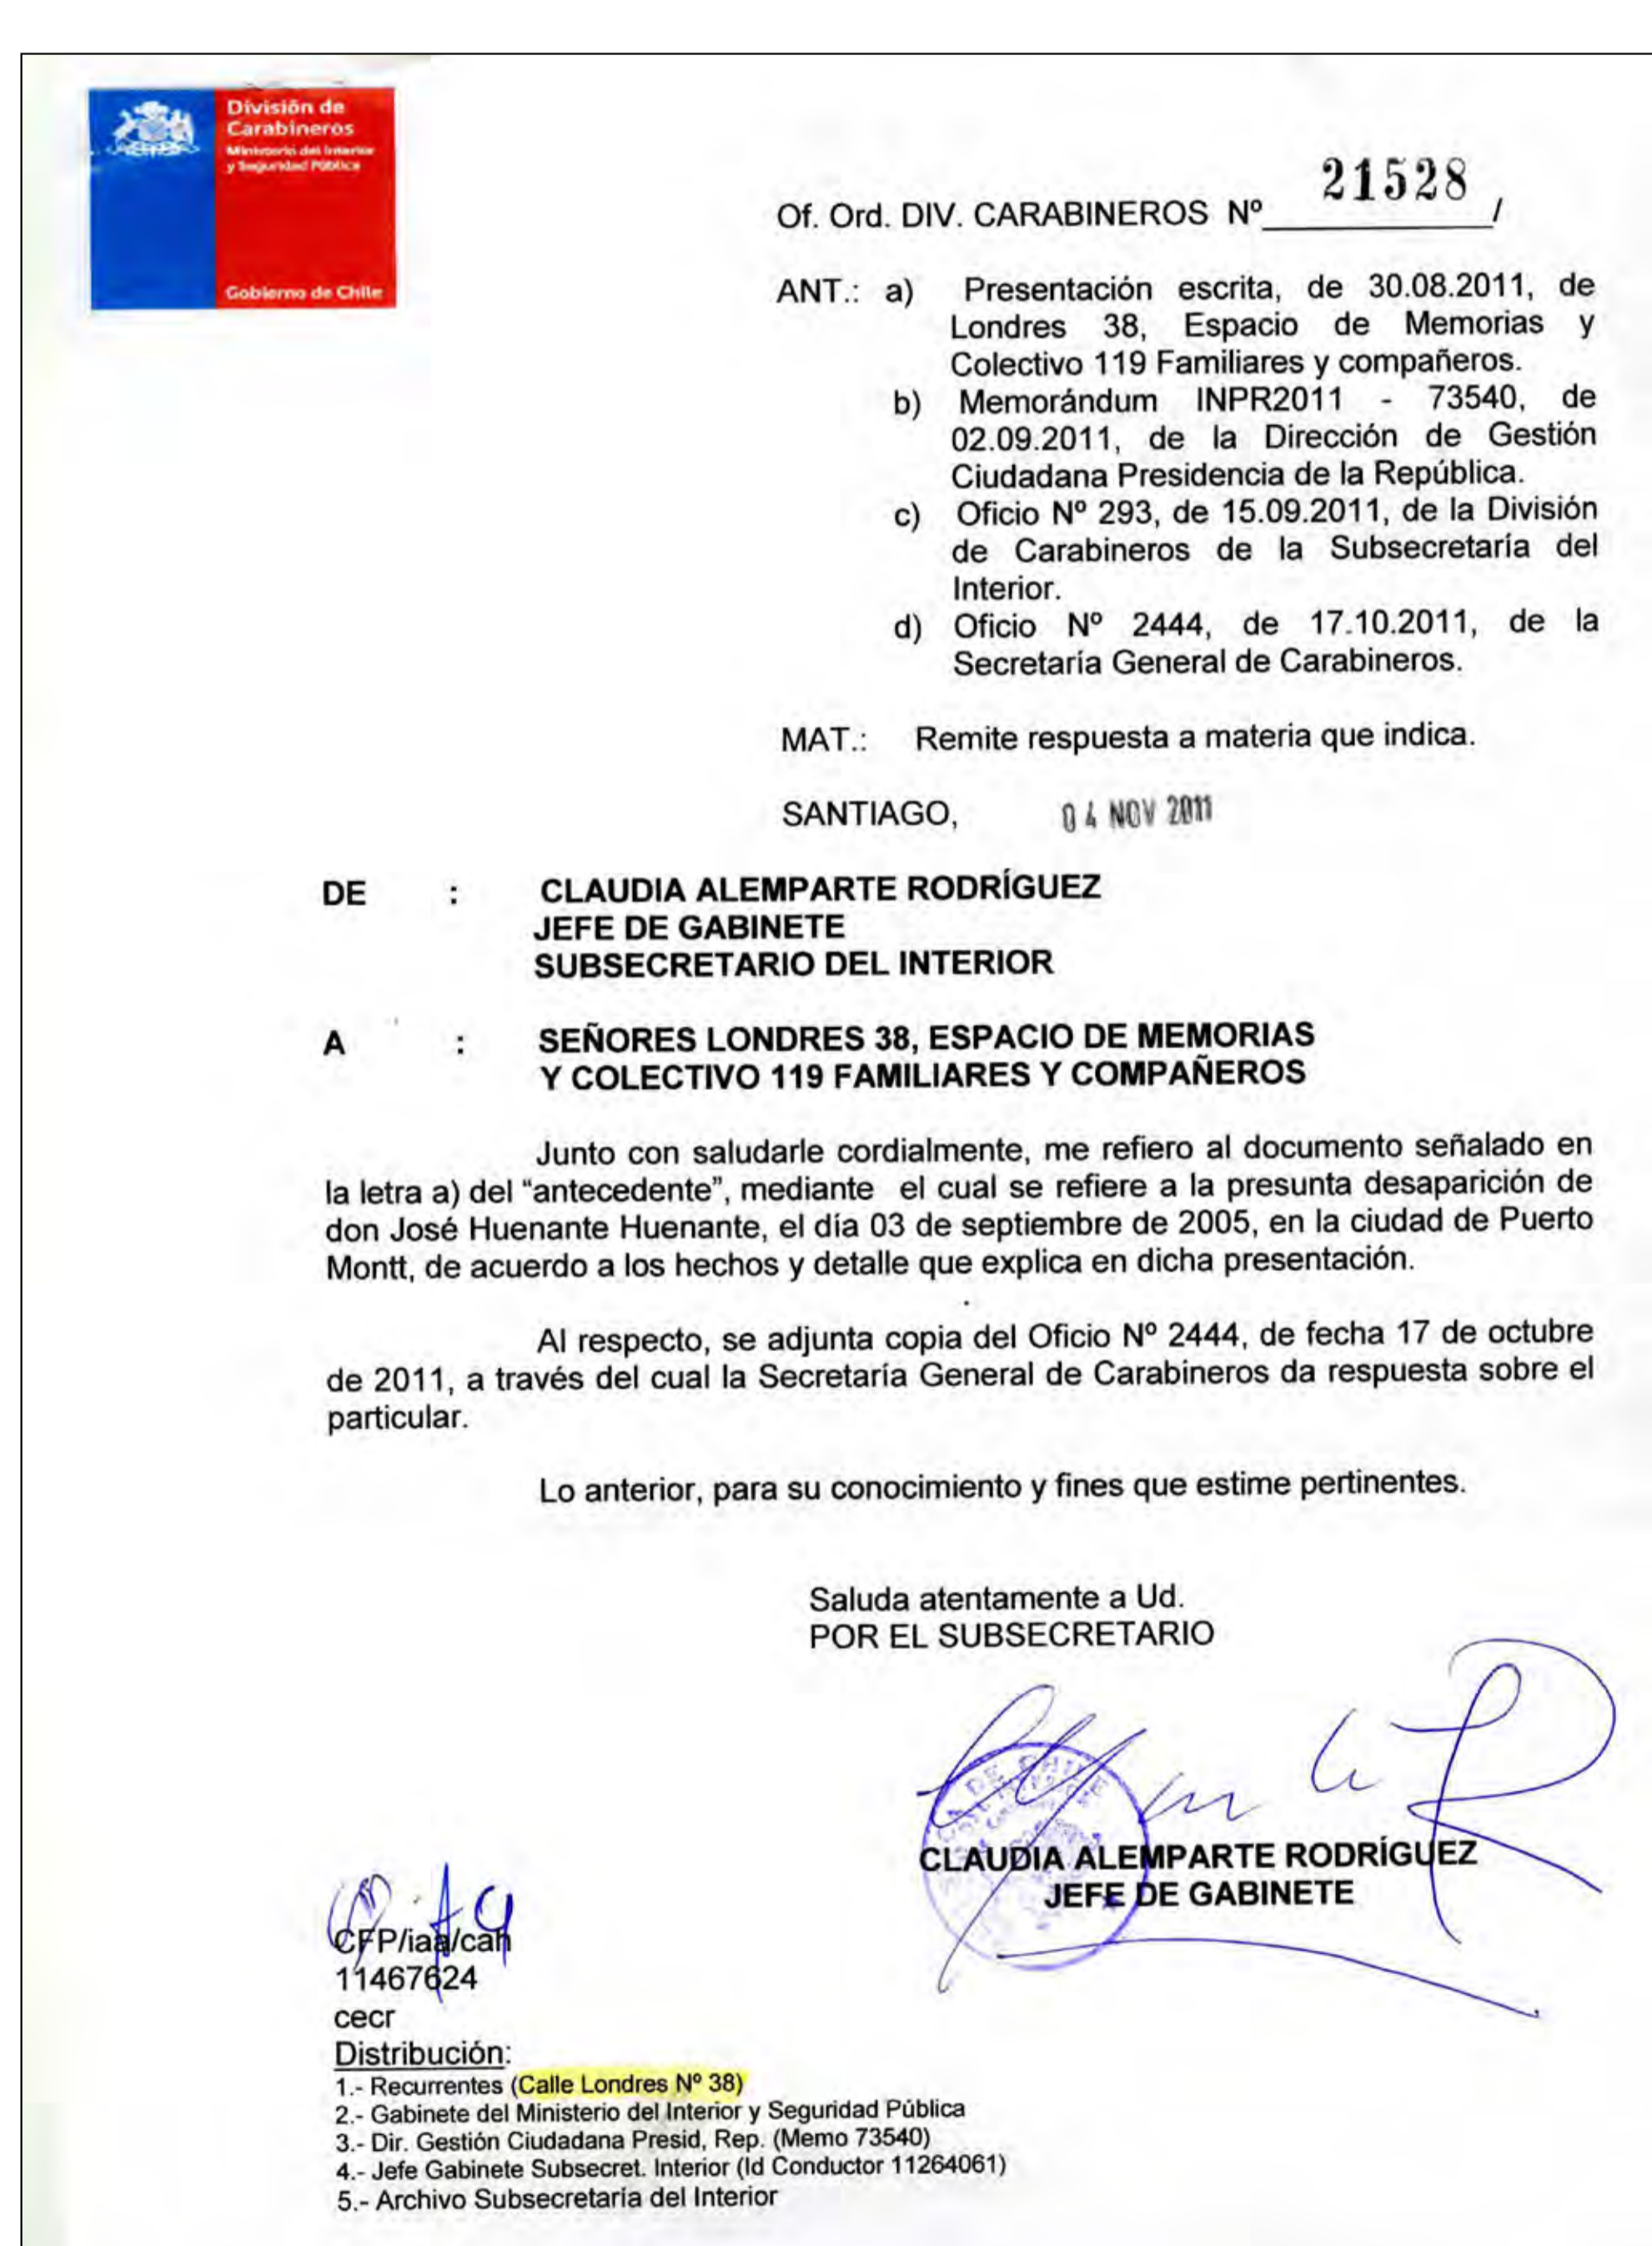 División de
Carabineros
Ministerio del Interior
y Seguridad Pública
Gobierno de Chile
Of. Ord. DIV. CARABINEROS Nº 21528 /
ANT.: a) Presentación escrita, de 30.08.2011, de
Londres 38, Espacio de Memorias y
Colectivo 119 Familiares y compañeros.
b) Memorándum INPR2011 - 73540, de
02.09.2011, de la Dirección de Gestión
Ciudadana Presidencia de la República.
c) Oficio Nº 293, de 15.09.2011, de la División
de Carabineros de la Subsecretaría del
Interior.
d) Oficio Nº 2444, de 17.10.2011, de la
Secretaría General de Carabineros.
MAT.: Remite respuesta a materia que indica.
SANTIAGO, 04 NOV 2011
DE : CLAUDIA ALEMPARTE RODRÍGUEZ
JEFE DE GABINETE
SUBSECRETARIO DEL INTERIOR
A : SEÑORES LONDRES 38, ESPACIO DE MEMORIAS
Y COLECTIVO 119 FAMILIARES Y COMPAÑEROS
Junto con saludarle cordialmente, me refiero al documento señalado en
la letra a) del “antecedente”, mediante el cual se refiere a la presunta desaparición de
don José Huenante Huenante, el día 03 de septiembre de 2005, en la ciudad de Puerto
Montt, de acuerdo a los hechos y detalle que explica en dicha presentación.
Al respecto, se adjunta copia del Oficio Nº 2444, de fecha 17 de octubre
de 2011, a través del cual la Secretaría General de Carabineros da respuesta sobre el
particular.
Lo anterior, para su conocimiento y fines que estime pertinentes.
Saluda atentamente a Ud.
POR EL SUBSECRETARIO
DE CHILE
CLAUDIA ALEMPARTE RODRÍGUEZ
JEFE DE GABINETE
CFP/iaa/cah
11467624
cecr
Distribución:
1.- Recurrentes (Calle Londres Nº 38)
2.- Gabinete del Ministerio del Interior y Seguridad Pública
3.- Dir. Gestión Ciudadana Presid, Rep. (Memo 73540)
4.- Jefe Gabinete Subsecret. Interior (Id Conductor 11264061)
5.- Archivo Subsecretaría del Interior